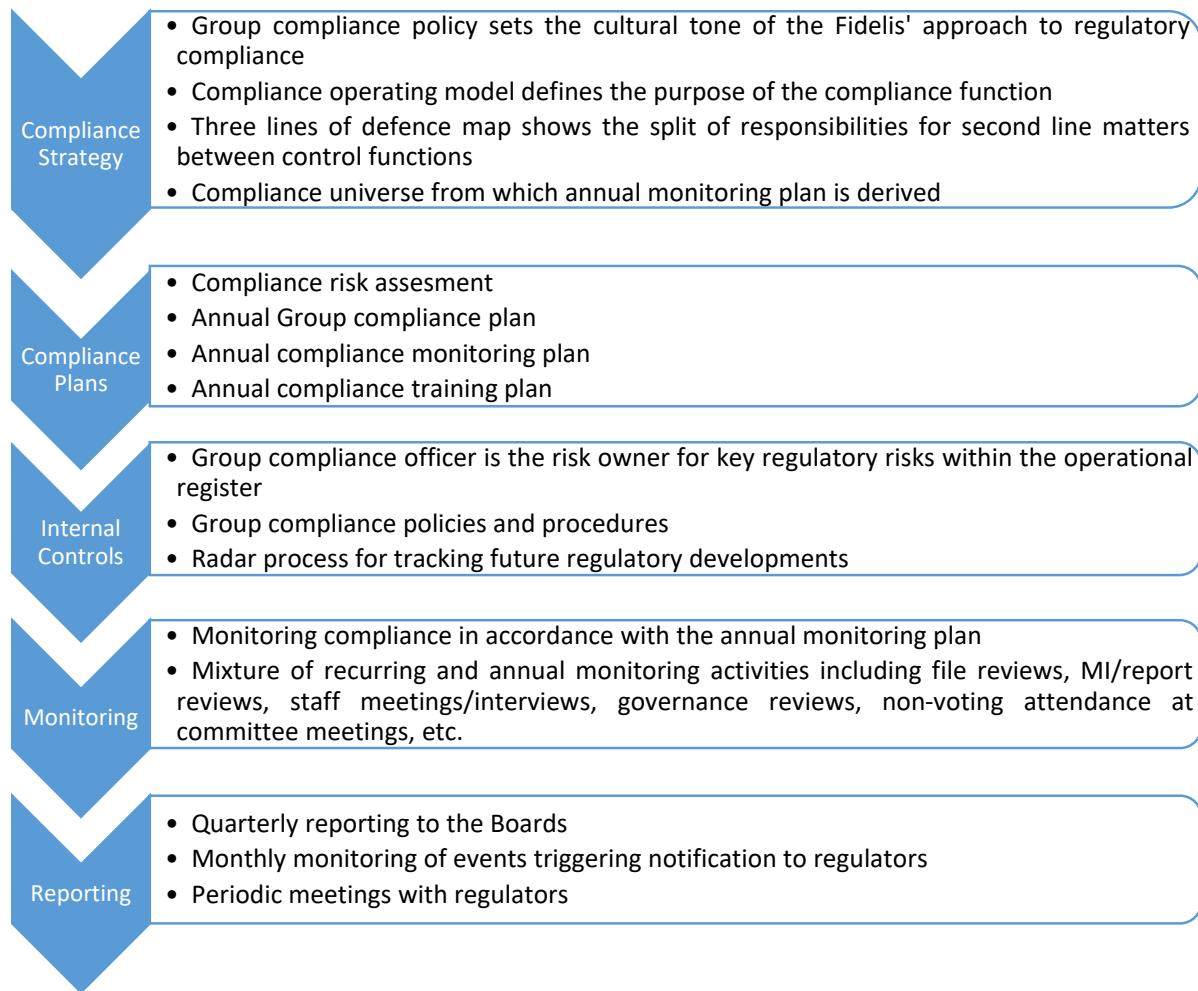 Compliance
Strategy
• Group compliance policy sets the cultural tone of the Fidelis' approach to regulatory
compliance
• Compliance operating model defines the purpose of the compliance function
• Three lines of defence map shows the split of responsibilities for second line matters
between control functions
• Compliance universe from which annual monitoring plan is derived
Compliance
Plans
• Compliance risk assesment
• Annual Group compliance plan
• Annual compliance monitoring plan
• Annual compliance training plan
Internal
Controls
• Group compliance officer is the risk owner for key regulatory risks within the operational
register
• Group compliance policies and procedures
• Radar process for tracking future regulatory developments
Monitoring
• Monitoring compliance in accordance with the annual monitoring plan
• Mixture of recurring and annual monitoring activities including file reviews, MI/report
reviews, staff meetings/interviews, governance reviews, non-voting attendance at
committee meetings, etc.
Reporting
• Quarterly reporting to the Boards
• Monthly monitoring of events triggering notification to regulators
• Periodic meetings with regulators